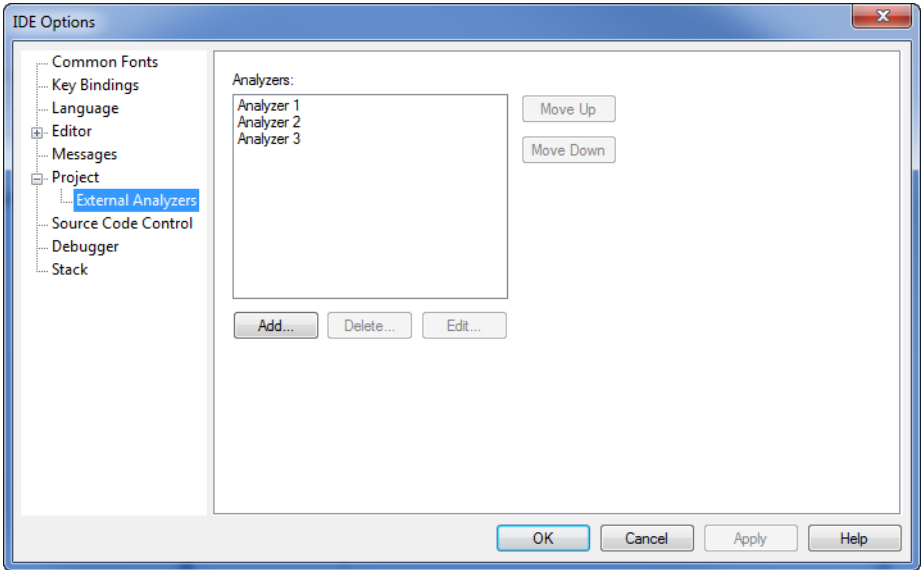 IDE Options
Common Fonts
Key Bindings
Language
Editor
Messages
Project
External Analyzers
Source Code Control
Debugger
Stack
Analyzers:
Analyzer 1
Analyzer 2
Analyzer 3
Move Up
Move Down
Add...
Delete...
Edit...
OK
Cancel
Apply
Help